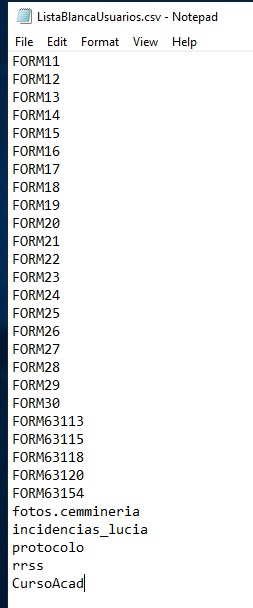 ListaBlancaUsuarios.csv - Notepad
File Edit Format View Help
FORM11
FORM12
FORM13
FORM14
FORM15
FORM16
FORM17
FORM18
FORM19
FORM20
FORM21
FORM22
FORM23
FORM24
FORM25
FORM26
FORM27
FORM28
FORM29
FORM30
FORM63113
FORM63115
FORM63118
FORM63120
FORM63154
fotos.cemmineria
incidencias_lucia
protocolo
rrss
CursoAcad